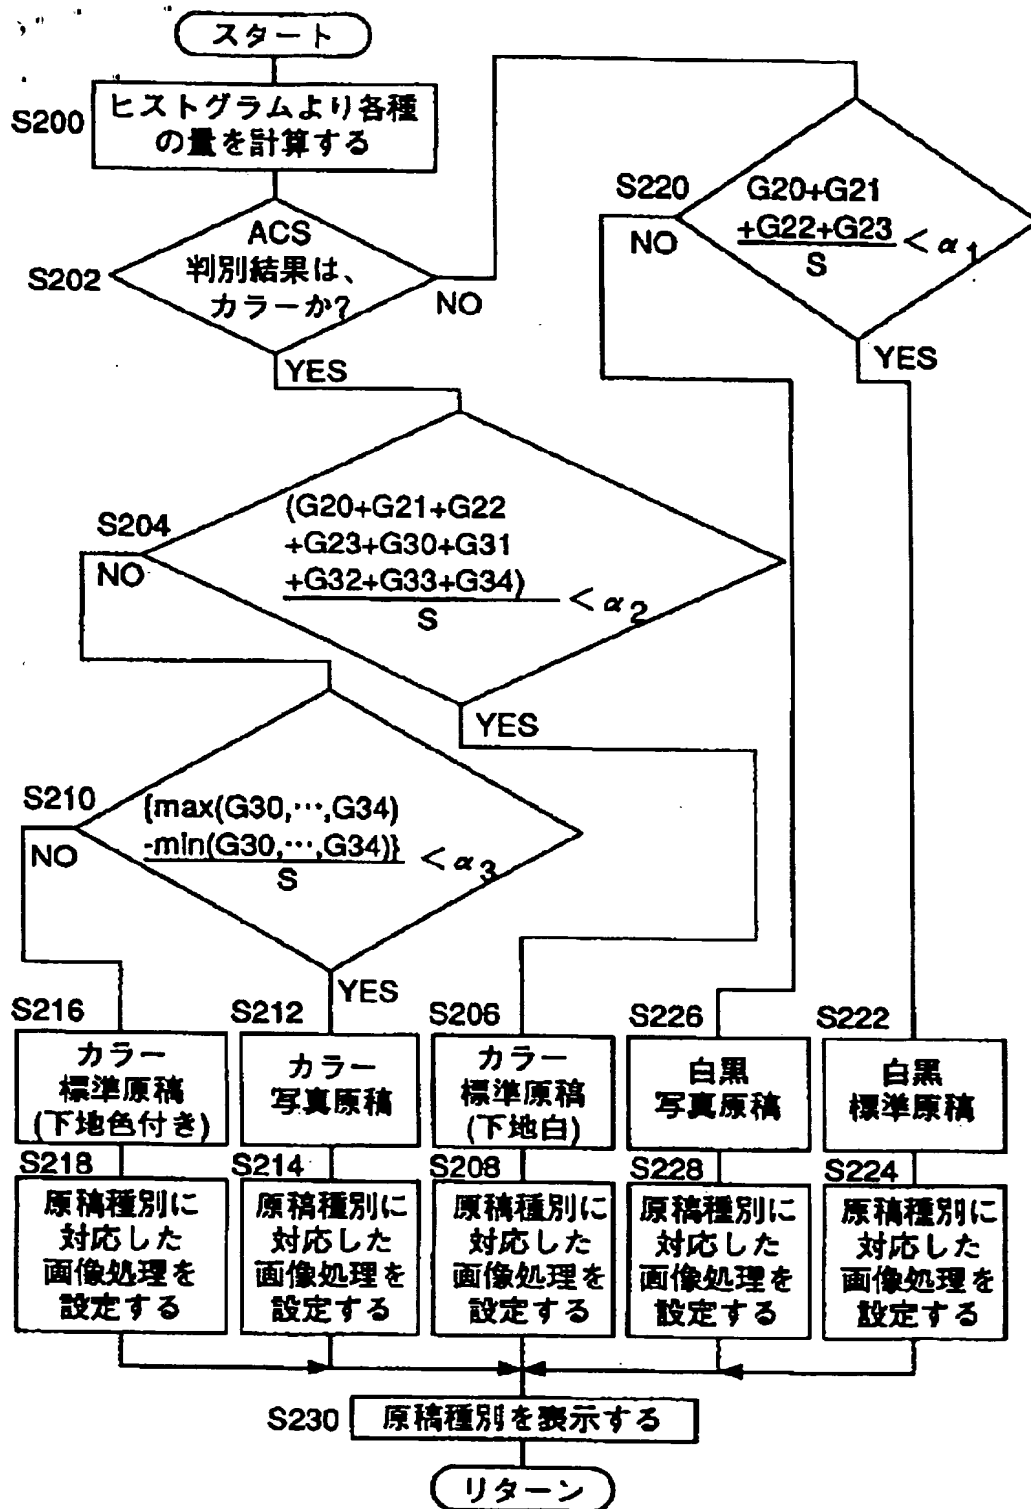 スタート
S200
ヒストグラムより各種
の量を計算する
S202
ACS
判別結果は、
カラーか?
NO
YES
S220
G20+G21
+G22+G23
S
< α1
NO
YES
S204
(G20+G21+G22
+G23+G30+G31
+G32+G33+G34)
S
< α2
NO
YES
S210
{max(G30,…,G34)
-min(G30,…,G34)}
S
< α3
NO
YES
S216
カラー
標準原稿
(下地色付き)
S212
カラー
写真原稿
S206
カラー
標準原稿
(下地白)
S226
白黒
写真原稿
S222
白黒
標準原稿
S218
原稿種別に
対応した
画像処理を
設定する
S214
原稿種別に
対応した
画像処理を
設定する
S208
原稿種別に
対応した
画像処理を
設定する
S228
原稿種別に
対応した
画像処理を
設定する
S224
原稿種別に
対応した
画像処理を
設定する
S230
原稿種別を表示する
リターン